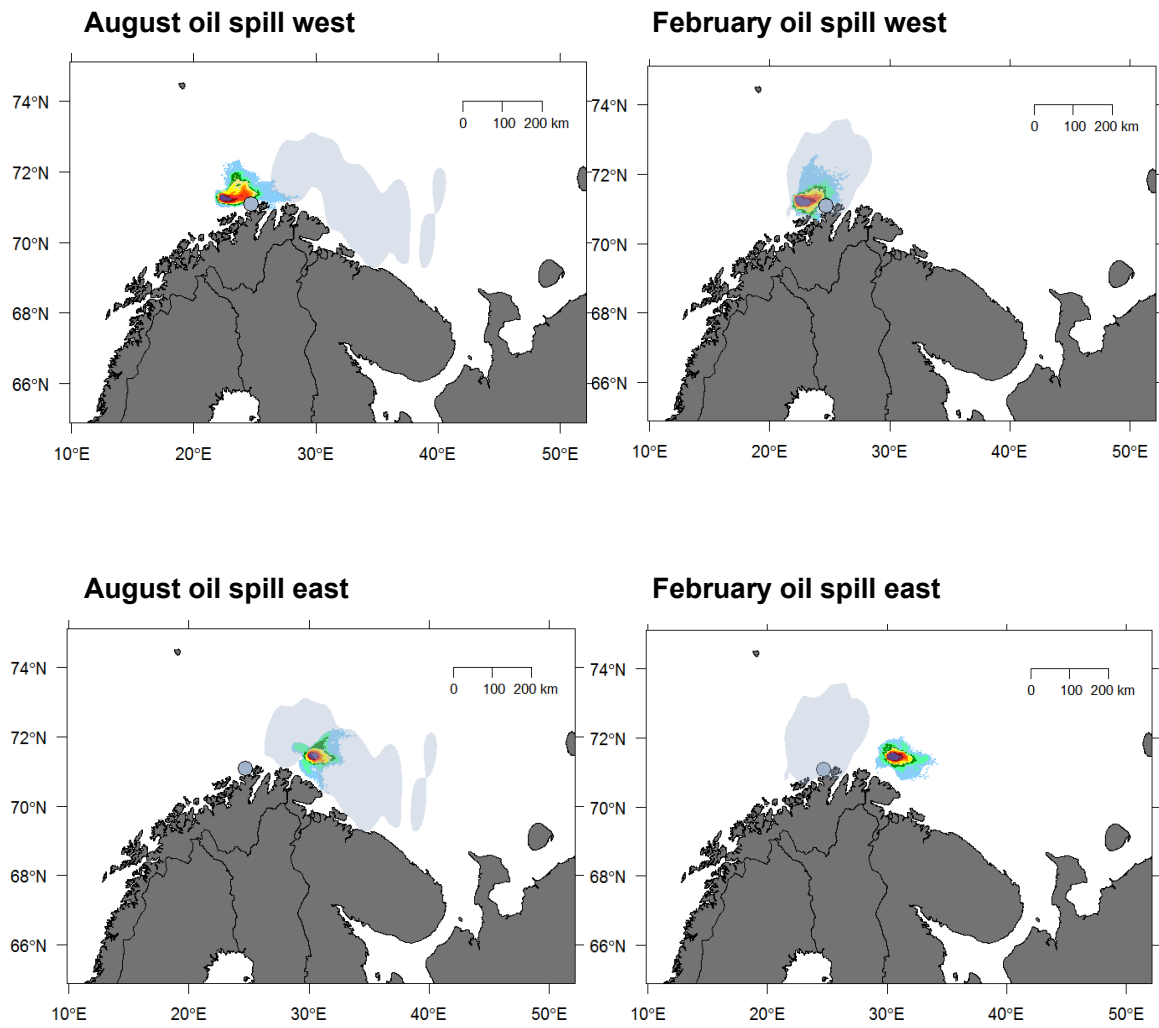 August oil spill west
February oil spill west
74°N
72°N
70°N
68°N
66°N
0 100 200 km
10°E 20°E 30°E 40°E 50°E
74°N
72°N
70°N
68°N
66°N
0 100 200 km
10°E 20°E 30°E 40°E 50°E
August oil spill east
February oil spill east
74°N
72°N
70°N
68°N
66°N
0 100 200 km
10°E 20°E 30°E 40°E 50°E
74°N
72°N
70°N
68°N
66°N
0 100 200 km
10°E 20°E 30°E 40°E 50°E